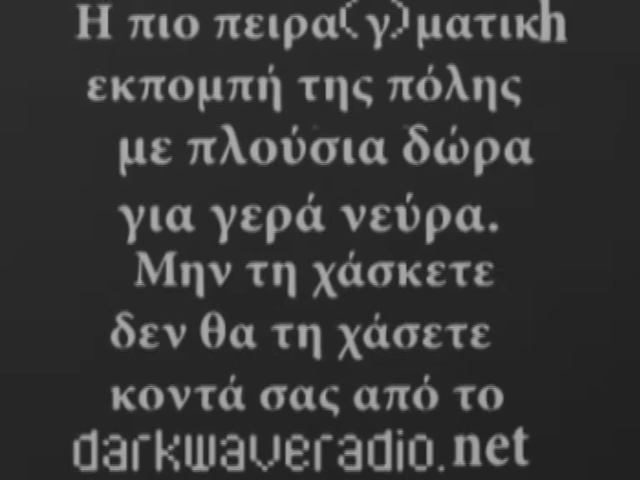 Η πιο πειρα(γ)ματικh
εκπομπή της πόλης
με πλούσια δώρα
για γερά νεύρα.
Μην τη χάσκετε
δεν θα τη χάσετε
κοντά σας από το
darkwaveradio.net